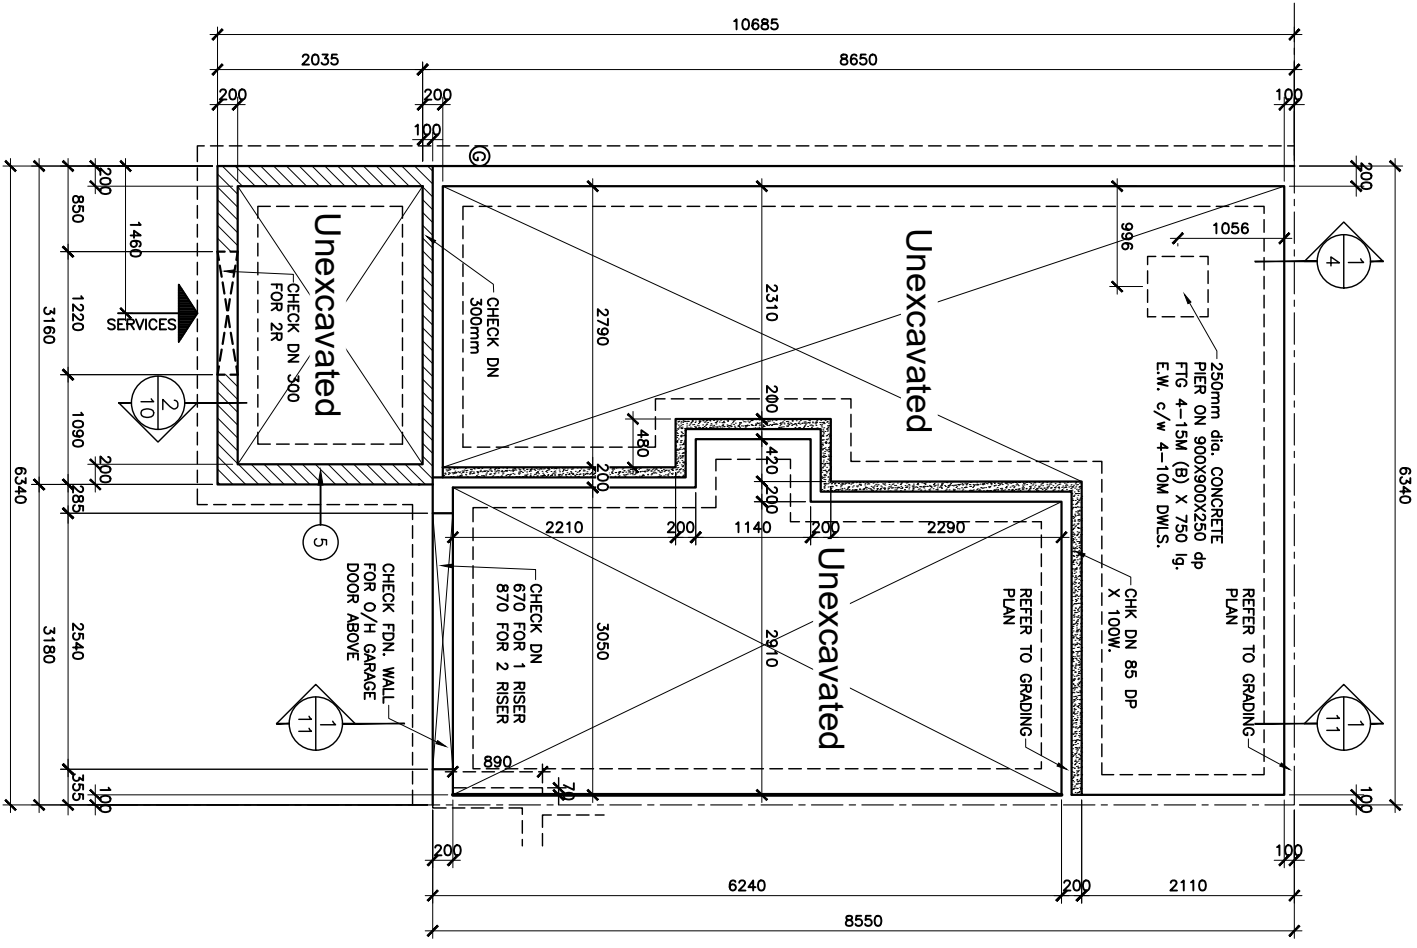 10685
2035
8650
200
200
100
100
G
6340
200
200
850
1460
1220
3160
1090
200
285
6340
2540
3180
355
100
SERVICES
2
10
5
Unexcavated
CHECK DN 300
FOR 2R
CHECK DN
300mm
2790
2310
Unexcavated
996
1056
1
4
250mm dia. CONCRETE
PIER ON 900X900X250 dp
FTG 4-15M (B) X 750 lg.
E.W. c/w 4-10M DWLS.
200
480
200
420
200
2210
200
1140
200
2290
CHECK FDN. WALL
FOR O/H GARAGE
DOOR ABOVE
CHECK DN
670 FOR 1 RISER
870 FOR 2 RISER
3050
2910
Unexcavated
REFER TO GRADING
PLAN
CHK DN 85 DP
X 100W.
REFER TO GRADING
PLAN
1
11
1
11
890
70
100
200
100
6240
200
2110
8550